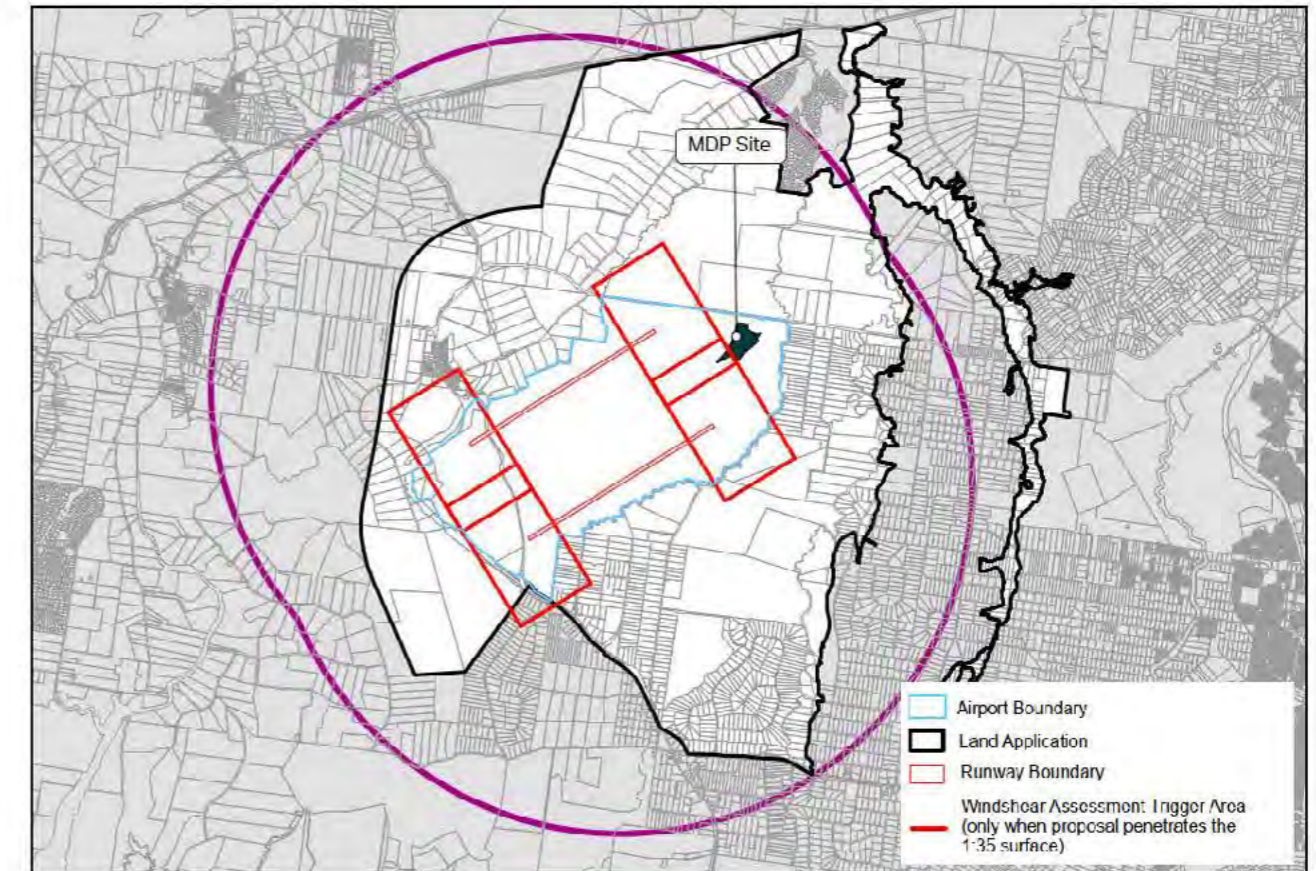 MDP Site
Airport Boundary
Land Application
Runway Boundary
Windshear Assessment Trigger Area
(only when proposal penetrates the
1:35 surface)